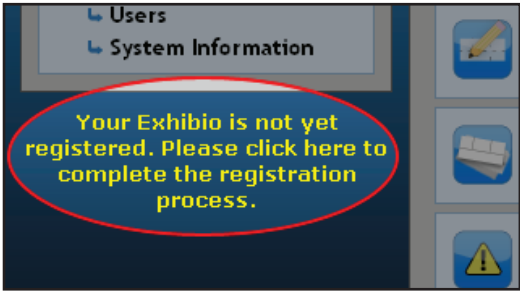 Users
System Information
Your Exhibio is not yet
registered. Please click here to
complete the registration
process.